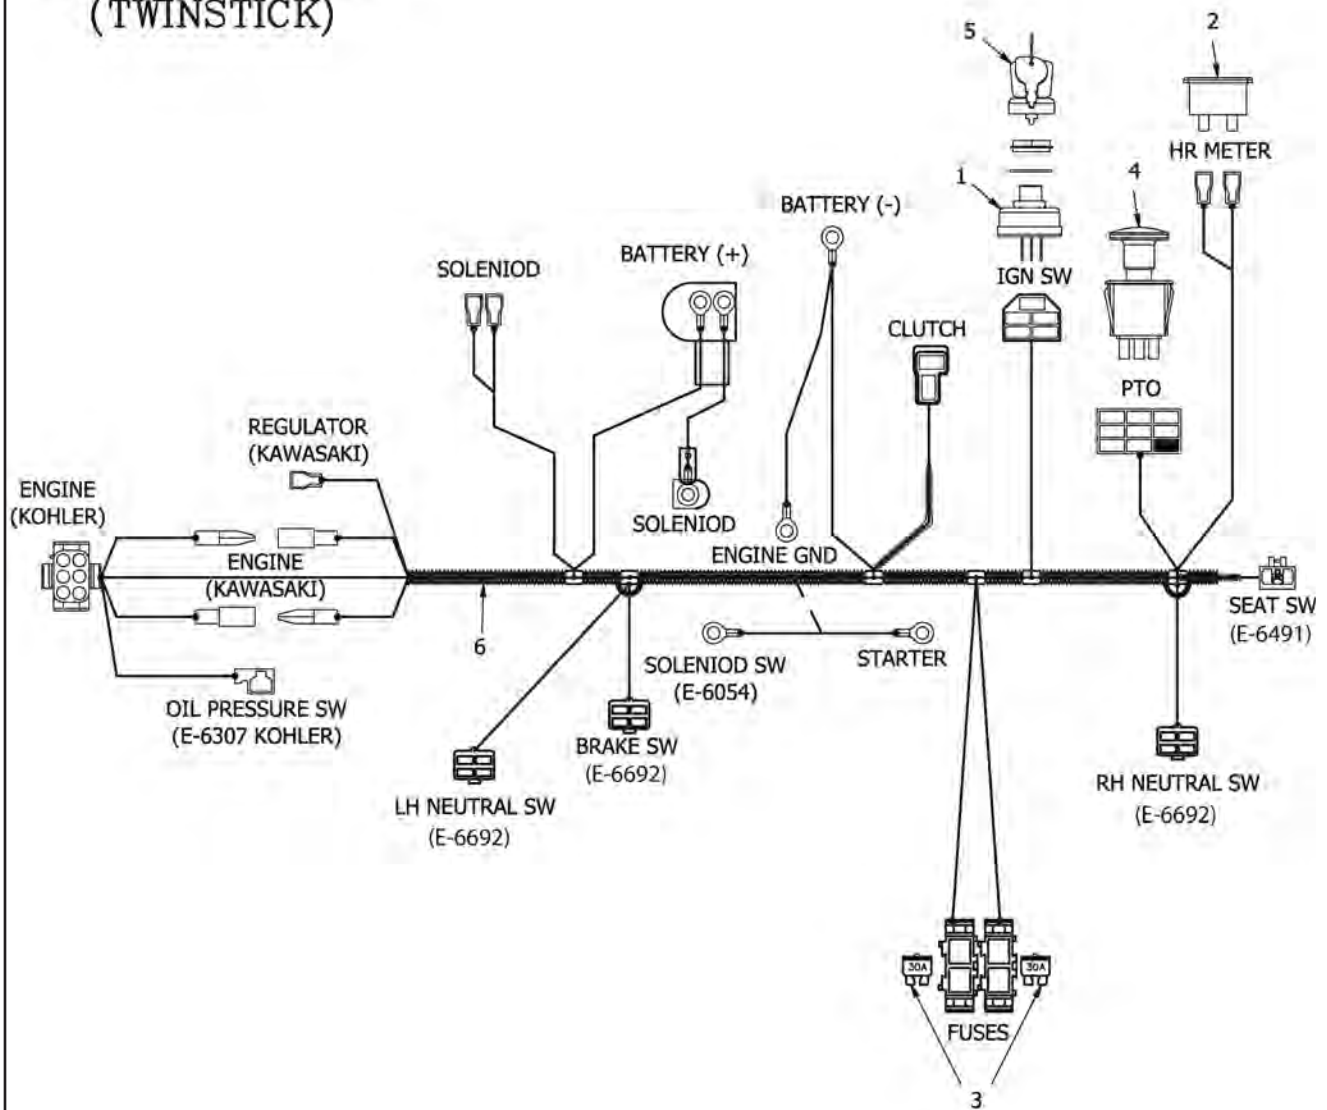 (TWINSTICK)
5
2
HR METER
1
4
BATTERY (-)
BATTERY (+)
SOLENIOD
IGN SW
CLUTCH
PTO
REGULATOR
(KAWASAKI)
ENGINE
(KOHLER)
SOLENIOD
ENGINE GND
ENGINE
(KAWASAKI)
SEAT SW
(E-6491)
6
SOLENIOD SW
(E-6054)
STARTER
OIL PRESSURE SW
(E-6307 KOHLER)
BRAKE SW
(E-6692)
LH NEUTRAL SW
(E-6692)
RH NEUTRAL SW
(E-6692)
30A
30A
FUSES
3